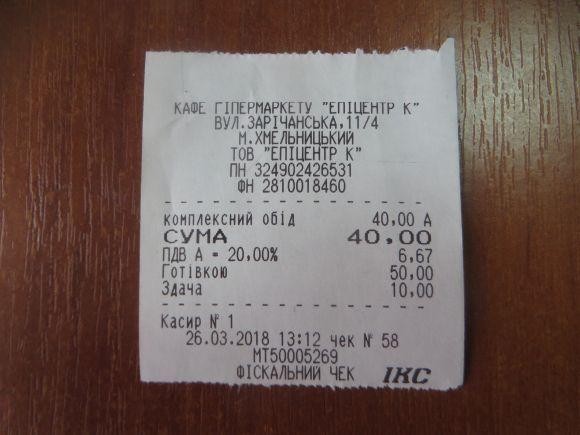 КАФЕ ГІПЕРМАРКЕТУ "ЕПІЦЕНТР К"
ВУЛ.ЗАРІЧАНСЬКА,11/4
М.ХМЕЛЬНИЦЬКИЙ
ТОВ "ЕПІЦЕНТР К"
ПН 324902426531
ФН 2810018460
комплексний обід 40,00 А
СУМА 40,00
ПДВ А = 20,00% 6,67
Готівкою 50,00
Здача 10,00
Касир № 1
26.03.2018 13:12 чек № 58
МТ50005269
ФІСКАЛЬНИЙ ЧЕК ІКС